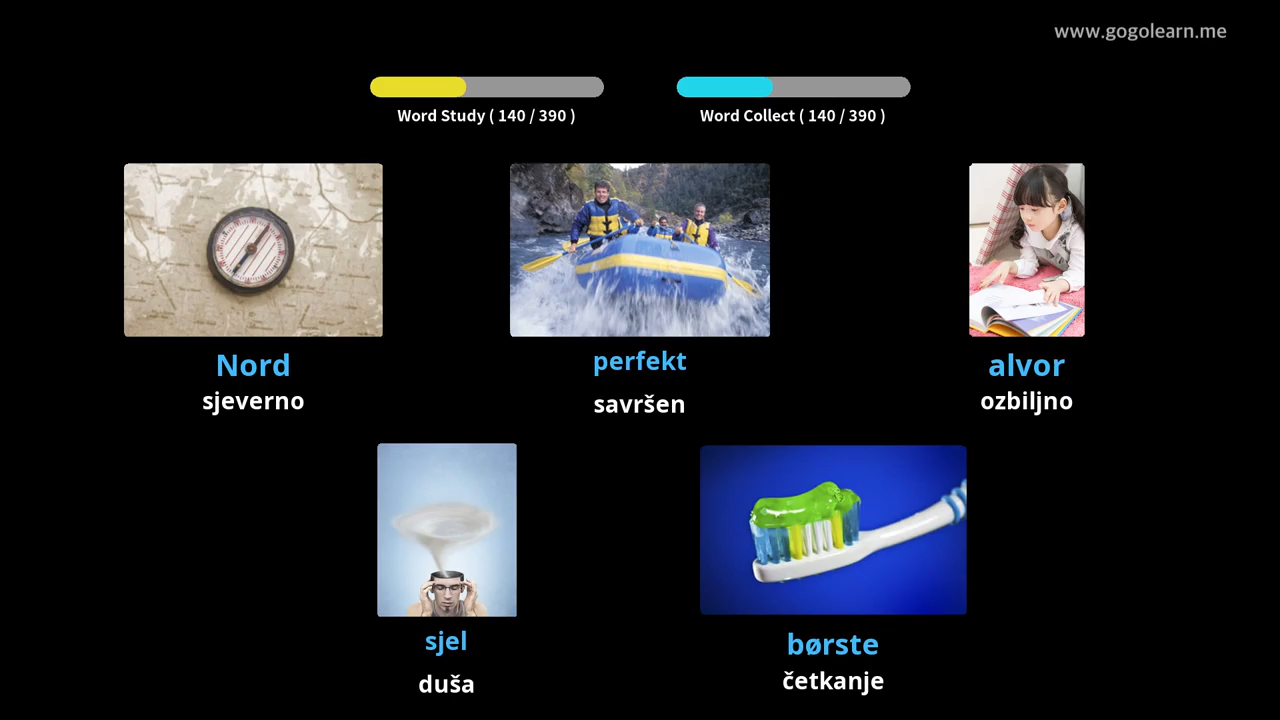 www.gogolearn.me
Word Study ( 140 / 390 )
Word Collect ( 140 / 390 )
Nord
sjeverno
perfekt
savršen
alvor
ozbiljno
sjel
duša
børste
četkanje